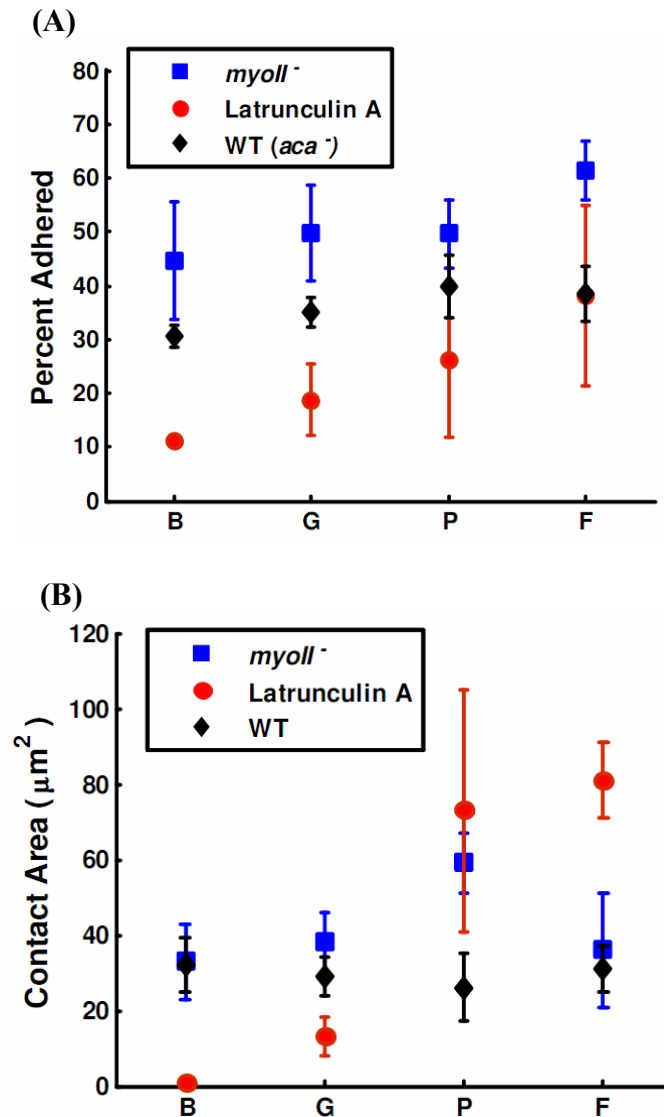 (A)
myoII -
Latrunculin A
WT (aca -)
80
70
60
50
40
30
20
10
0
Percent Adhered
B G P F
(B)
myoII -
Latrunculin A
WT
120
100
80
60
40
20
0
Contact Area (μm²)
B G P F